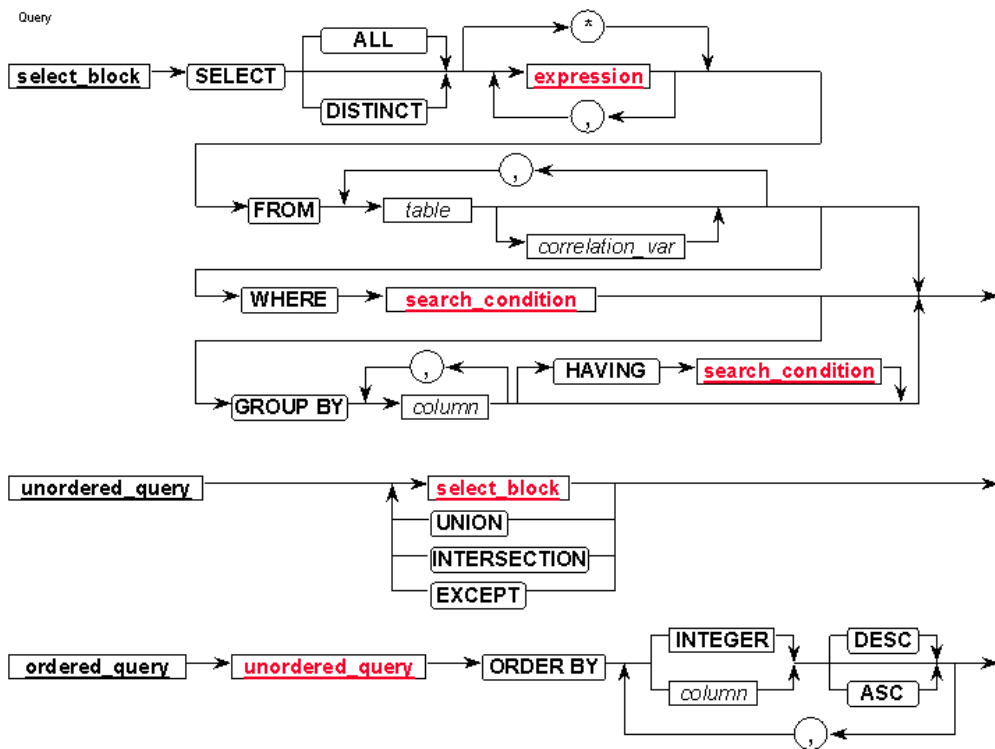 Query
*
ALL
select_block SELECT expression
DISTINCT ,
,
FROM table
correlation_var
WHERE search_condition
, HAVING search_condition
GROUP BY column
unordered_query select_block
UNION
INTERSECTION
EXCEPT
INTEGER DESC
ordered_query unordered_query ORDER BY
column ASC
,